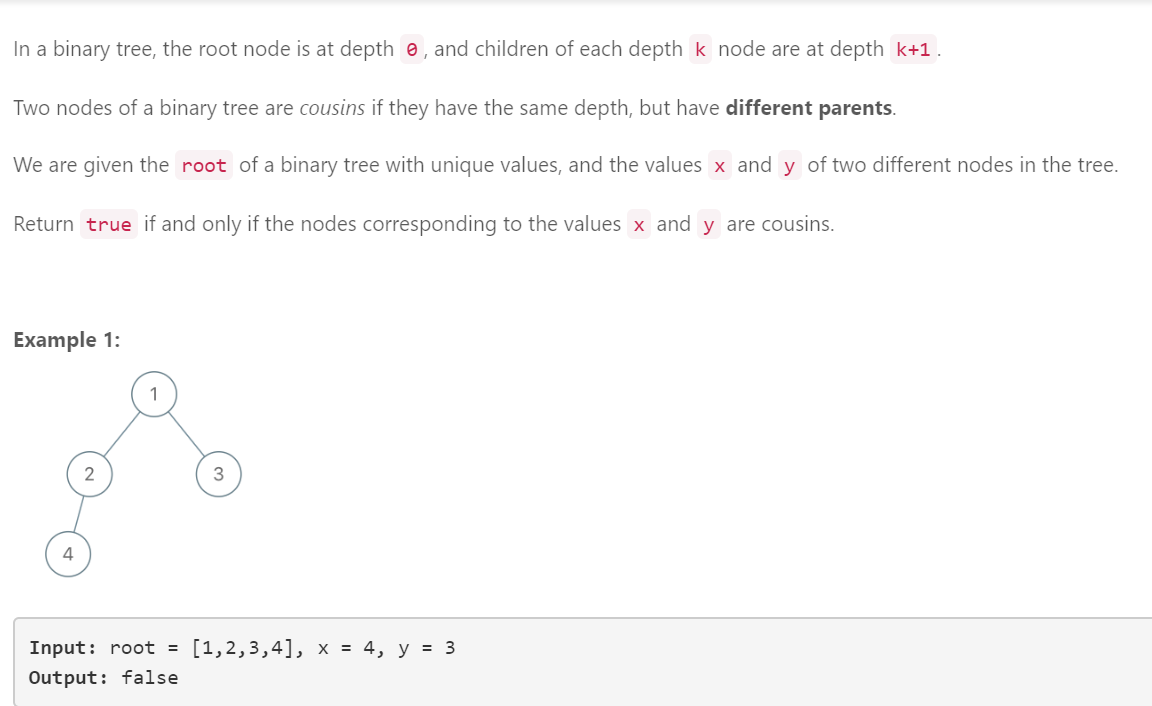 In a binary tree, the root node is at depth 0, and children of each depth k node are at depth k+1.
Two nodes of a binary tree are cousins if they have the same depth, but have different parents.
We are given the root of a binary tree with unique values, and the values x and y of two different nodes in the tree.
Return true if and only if the nodes corresponding to the values x and y are cousins.
Example 1:
1
2 3
4
Input: root = [1,2,3,4], x = 4, y = 3
Output: false